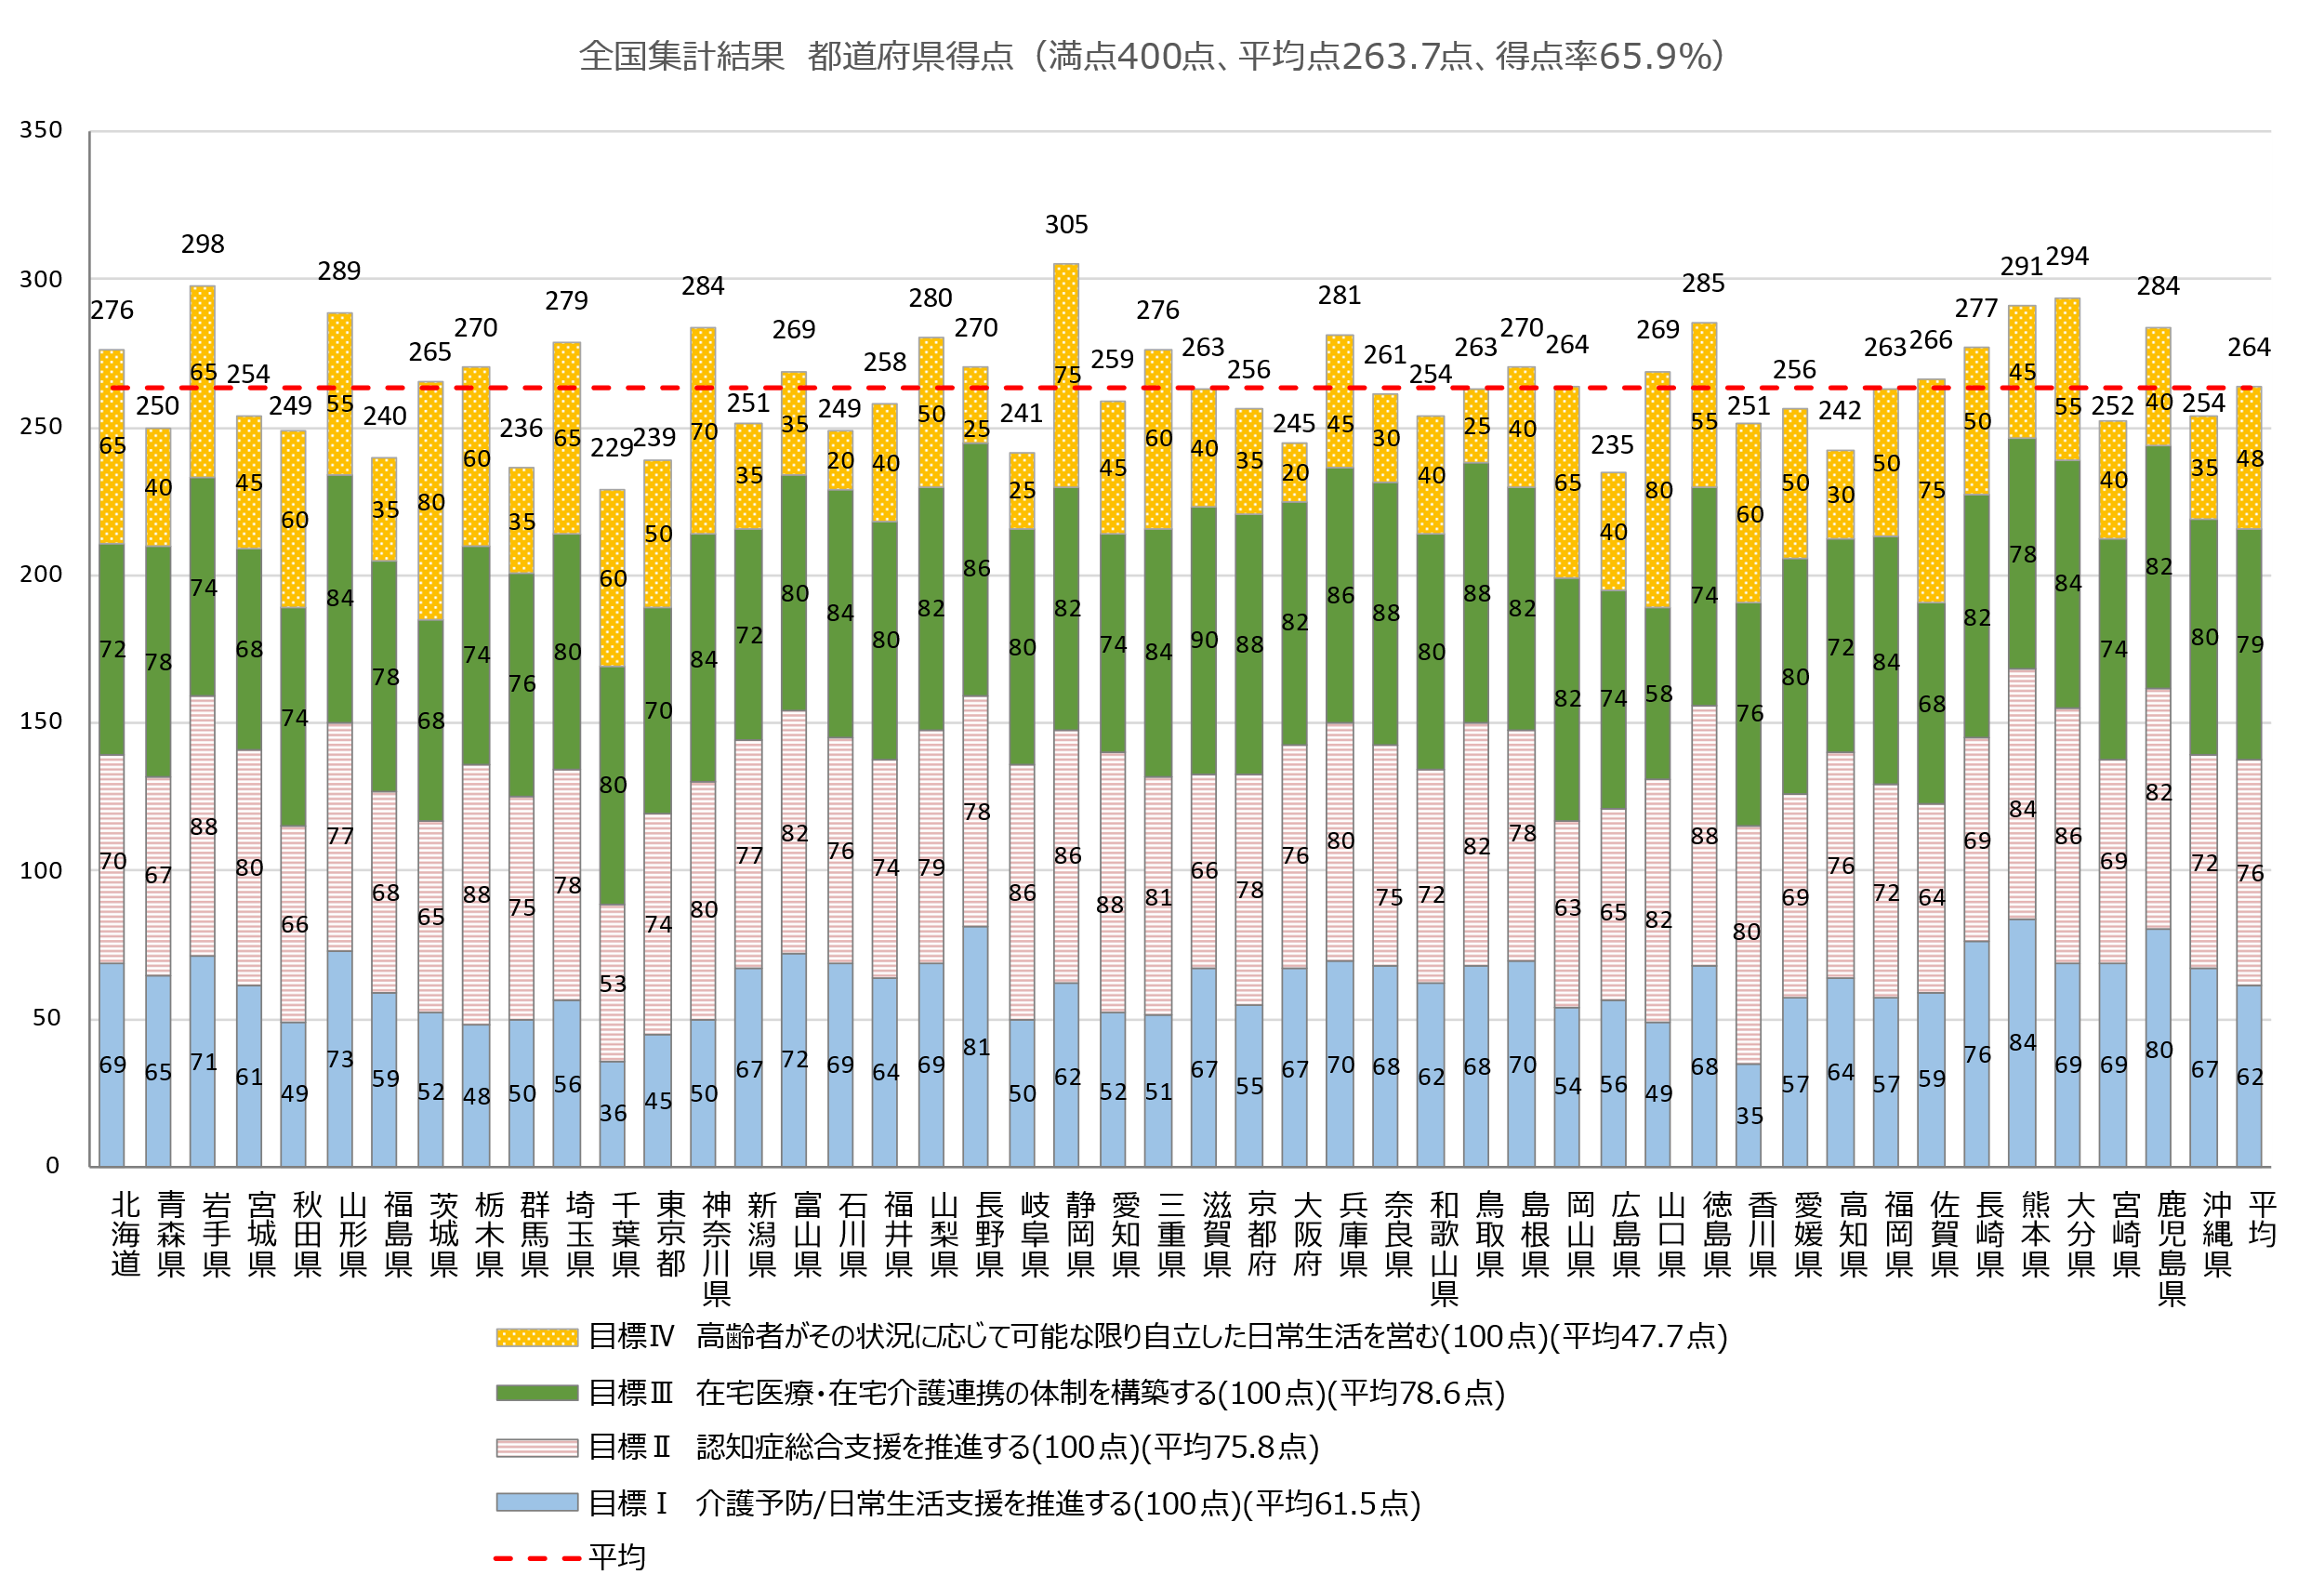 全国集計結果　都道府県得点（満点400点、平均点263.7点、得点率65.9%）
350
300
250
200
150
100
50
0
276 250 298 254 249 289 240 265 270 236 279 229 239 284 251 269 249 258 280 270 241 305 259 276 263 256 245 281 261 254 263 270 264 235 269 285 251 256 242 263 266 277 291 294 252 284 254 264
65 40 65 45 60 55 35 80 60 35 65 60 50 70 35 35 20 40 50 25 25 75 45 60 40 35 20 45 30 40 25 40 65 40 80 55 60 50 30 50 75 50 45 55 40 40 35 48
72 78 74 68 74 84 78 68 74 76 80 80 70 84 72 80 84 80 82 86 80 82 74 84 90 88 82 86 88 80 88 82 82 74 58 74 76 80 72 84 68 82 78 84 74 82 80 79
70 67 88 80 66 77 68 65 88 75 78 53 74 80 77 82 76 74 79 78 86 86 88 81 66 78 76 80 75 72 82 78 63 65 82 88 80 69 76 72 64 69 84 86 69 82 72 76
69 65 71 61 49 73 59 52 48 50 56 36 45 50 67 72 69 64 69 81 50 62 52 51 67 55 67 70 68 62 68 70 54 56 49 68 35 57 64 57 59 76 84 69 69 80 67 62
北海道
青森県
岩手県
宮城県
秋田県
山形県
福島県
茨城県
栃木県
群馬県
埼玉県
千葉県
東京都
神奈川県
新潟県
富山県
石川県
福井県
山梨県
長野県
岐阜県
静岡県
愛知県
三重県
滋賀県
京都府
大阪府
兵庫県
奈良県
和歌山県
鳥取県
島根県
岡山県
広島県
山口県
徳島県
香川県
愛媛県
高知県
福岡県
佐賀県
長崎県
熊本県
大分県
宮崎県
鹿児島県
沖縄県
平均
目標Ⅳ　高齢者がその状況に応じて可能な限り自立した日常生活を営む(100点)(平均47.7点)
目標Ⅲ　在宅医療・在宅介護連携の体制を構築する(100点)(平均78.6点)
目標Ⅱ　認知症総合支援を推進する(100点)(平均75.8点)
目標Ⅰ　介護予防/日常生活支援を推進する(100点)(平均61.5点)
平均